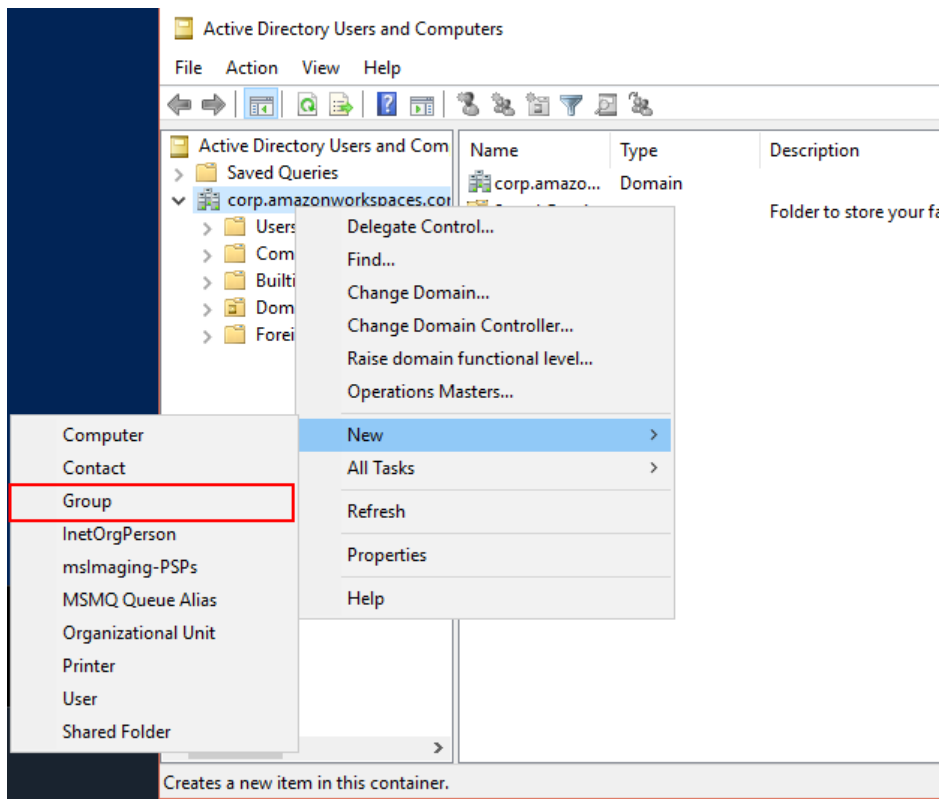 Active Directory Users and Computers
File Action View Help
Active Directory Users and Com
Name Type Description
Saved Queries
corp.amazo... Domain
corp.amazonworkspaces.cor
Folder to store your fa
Users
Com
Builti
Dom
Forei
Delegate Control...
Find...
Change Domain...
Change Domain Controller...
Raise domain functional level...
Operations Masters...
New
All Tasks
Refresh
Properties
Help
Computer
Contact
Group
InetOrgPerson
msImaging-PSPs
MSMQ Queue Alias
Organizational Unit
Printer
User
Shared Folder
Creates a new item in this container.